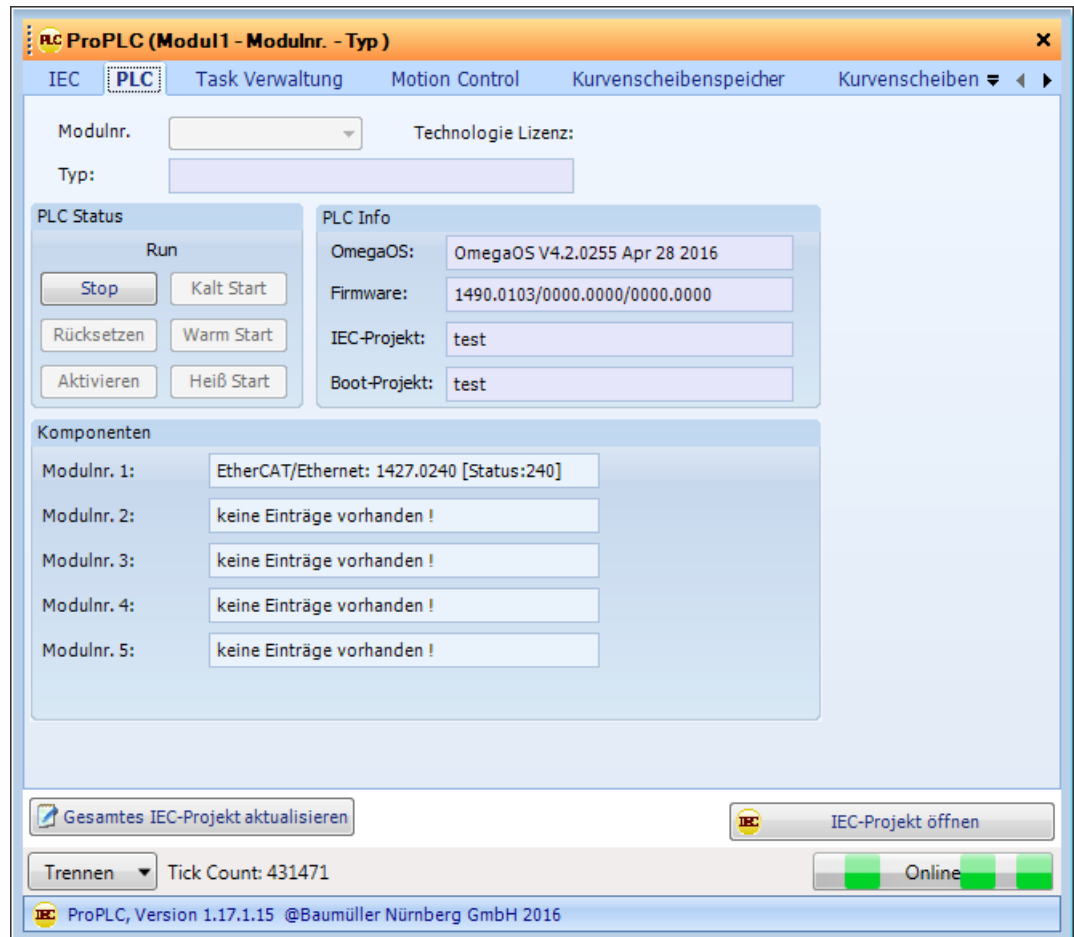 PLC ProPLC (Modul1 - Modulnr. - Typ )
IEC PLC Task Verwaltung Motion Control Kurvenscheibenspeicher Kurvenscheiben
Modulnr. Technologie Lizenz:
Typ:
PLC Status
Run
Stop Kalt Start
Rücksetzen Warm Start
Aktivieren Heiß Start
PLC Info
OmegaOS: OmegaOS V4.2.0255 Apr 28 2016
Firmware: 1490.0103/0000.0000/0000.0000
IEC-Projekt: test
Boot-Projekt: test
Komponenten
Modulnr. 1: EtherCAT/Ethernet: 1427.0240 [Status:240]
Modulnr. 2: keine Einträge vorhanden !
Modulnr. 3: keine Einträge vorhanden !
Modulnr. 4: keine Einträge vorhanden !
Modulnr. 5: keine Einträge vorhanden !
Gesamtes IEC-Projekt aktualisieren IEC IEC-Projekt öffnen
Trennen Tick Count: 431471 Online
IEC ProPLC, Version 1.17.1.15 @Baumüller Nürnberg GmbH 2016